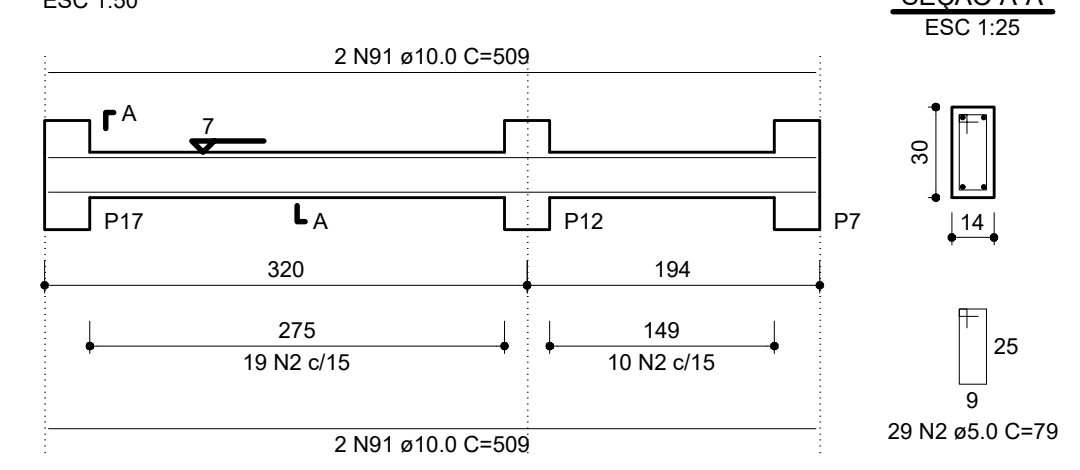 ESC 1:50
SEÇÃO A-A
ESC 1:25
2 N91 ø10.0 C=509
A
7
A
P17
P12
P7
30
14
320
194
275
149
19 N2 c/15
10 N2 c/15
25
9
29 N2 ø5.0 C=79
2 N91 ø10.0 C=509